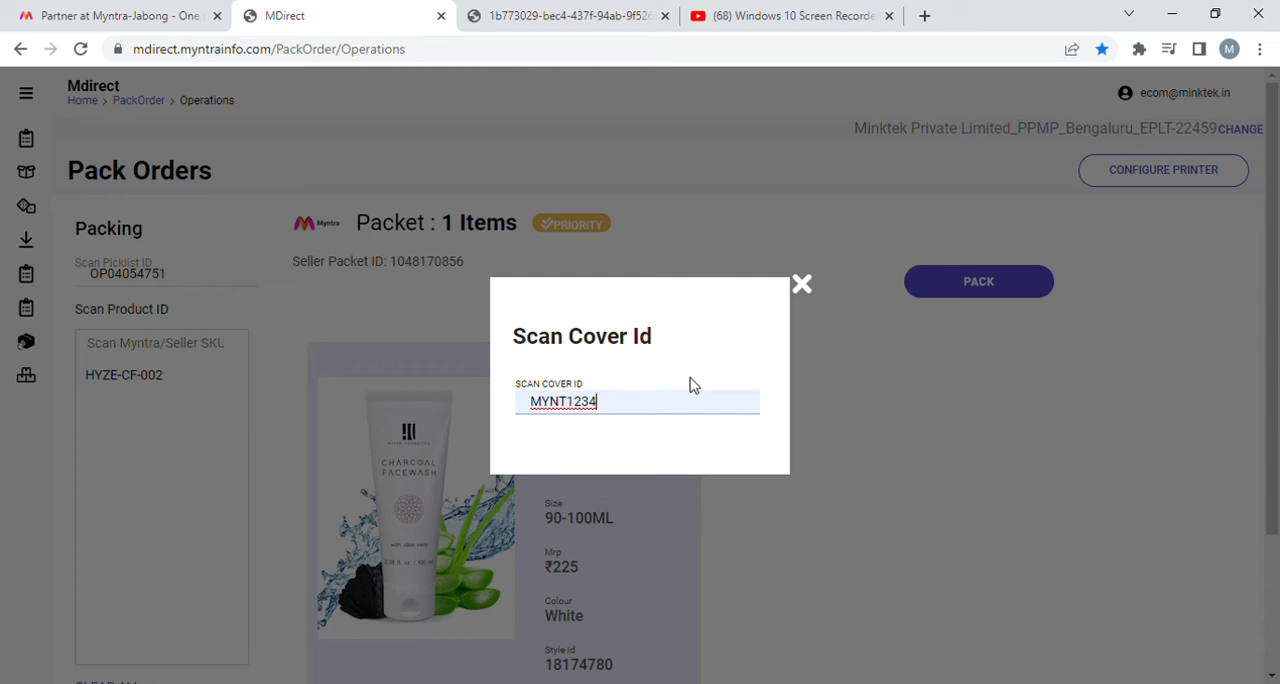 Partner at Myntra-Jabong - One
MDirect
1b773029-bec4-437f-94ab-9f526
(68) Windows 10 Screen Recorde
mdirect.myntrainfo.com/PackOrder/Operations
M
Mdirect
Home > PackOrder > Operations
ecom@minktek.in
Minktek Private Limited_PPMP_Bengaluru_EPLT-22459 CHANGE
Pack Orders
CONFIGURE PRINTER
Packing
Myntra
Packet : 1 Items
PRIORITY
Scan Picklist ID
OP04054751
Seller Packet ID: 1048170856
PACK
Scan Product ID
Scan Myntra/Seller SKU
HYZE-CF-002
Scan Cover Id
SCAN COVER ID
MYNT1234
CHARCOAL
FACEWASH
with aloe vera
Size
90-100ML
Mrp
₹225
Colour
White
Style Id
18174780